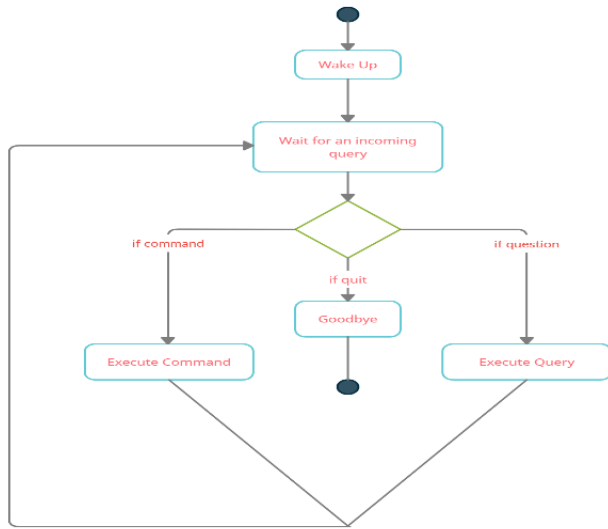 Wake Up
Wait for an incoming
query
if command
if question
if quit
Goodbye
Execute Command
Execute Query